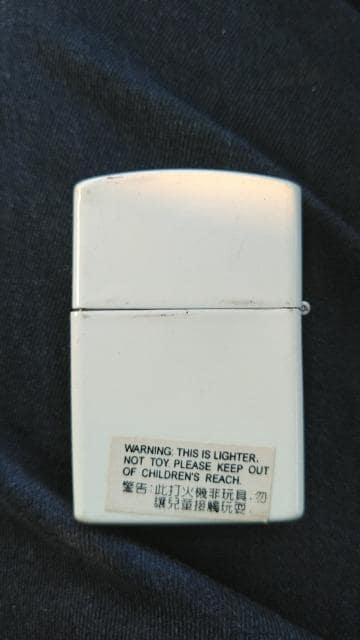 WARNING: THIS IS LIGHTER,
NOT TOY. PLEASE KEEP OUT
OF CHILDREN'S REACH.
警告:此打火機非玩具,勿
讓兒童接觸玩耍